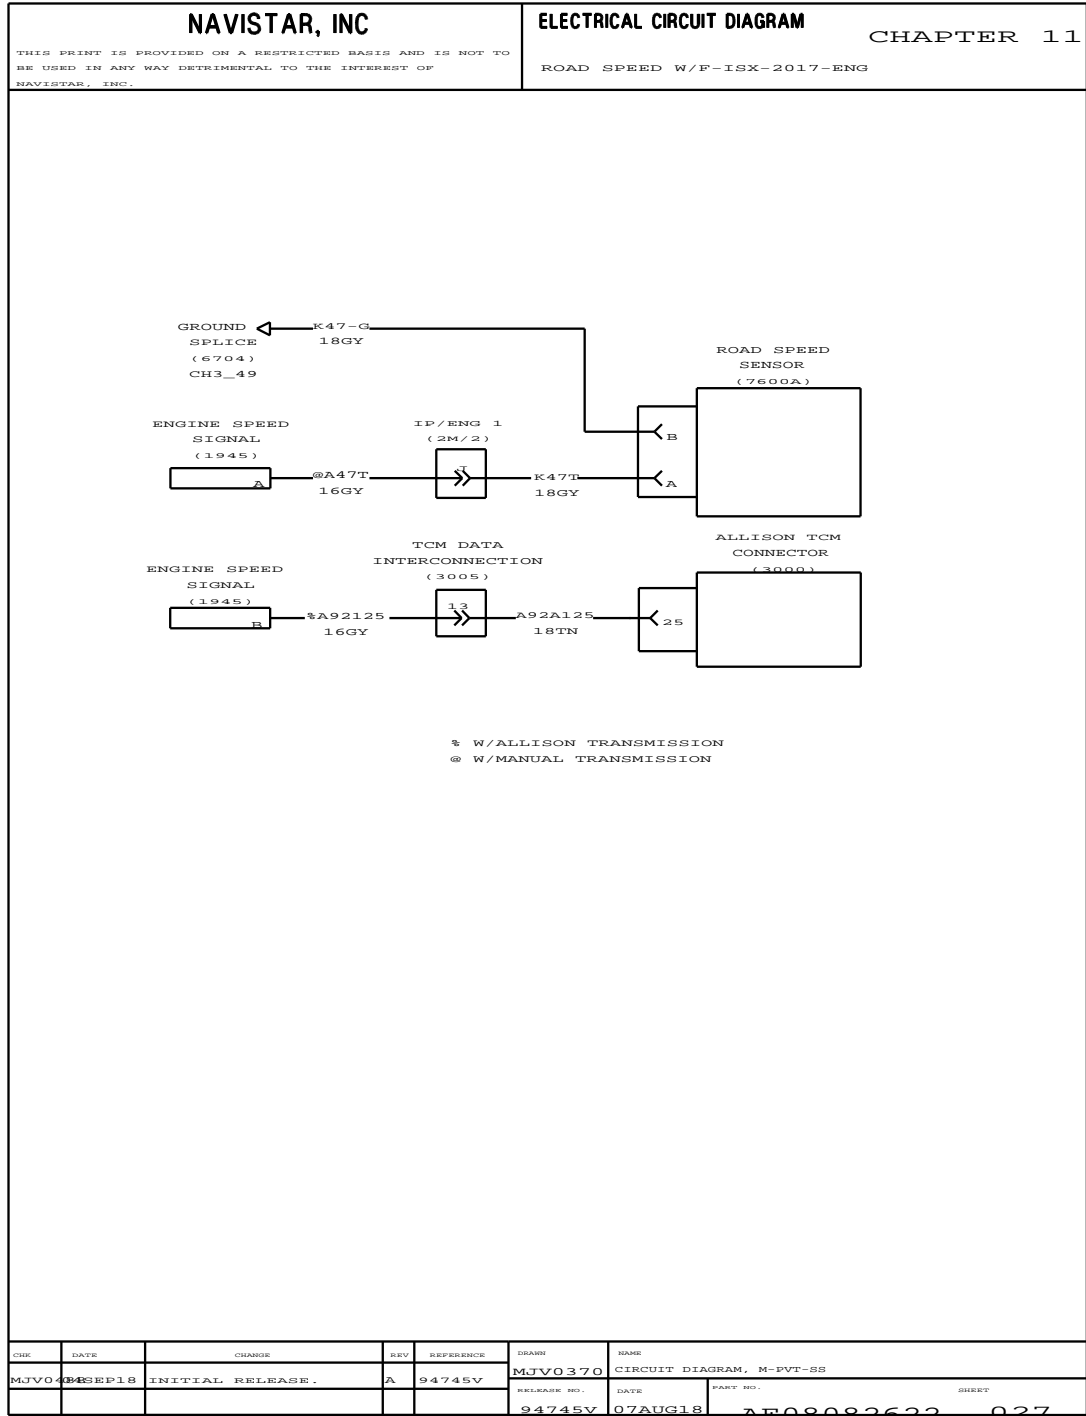 NAVISTAR, INC
THIS PRINT IS PROVIDED ON A RESTRICTED BASIS AND IS NOT TO
BE USED IN ANY WAY DETRIMENTAL TO THE INTEREST OF
NAVISTAR, INC.
ELECTRICAL CIRCUIT DIAGRAM
CHAPTER 11
ROAD SPEED W/F-ISX-2017-ENG
GROUND
SPLICE
(6704)
CH3_49
K47-G
18GY
ROAD SPEED
SENSOR
(7600A)
B
A
ENGINE SPEED
SIGNAL
(1945)
A
@A47T
16GY
IP/ENG 1
(2M/2)
J
K47T
18GY
ALLISON TCM
CONNECTOR
(3000)
25
TCM DATA
INTERCONNECTION
(3005)
13
ENGINE SPEED
SIGNAL
(1945)
B
%A92125
16GY
A92A125
18TN
% W/ALLISON TRANSMISSION
@ W/MANUAL TRANSMISSION
CHK DATE CHANGE REV REFERENCE
INITIAL RELEASE. A 94745V
DRAWN
MJV0370
NAME
CIRCUIT DIAGRAM, M-PVT-SS
RELEASE NO.
94745V
DATE
07AUG18
PART NO.
SHEET